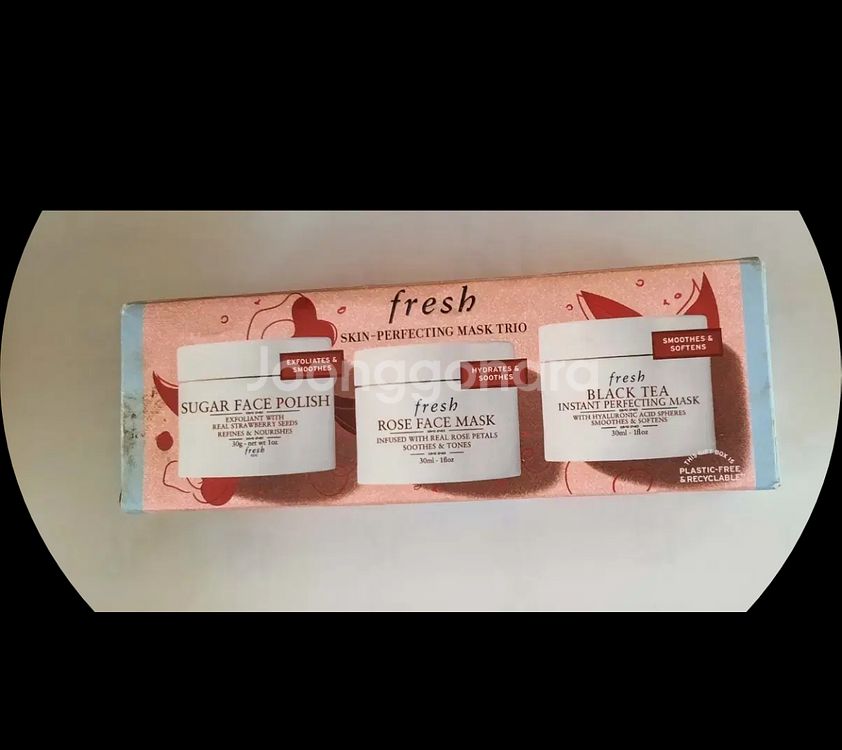 fresh
SKIN-PERFECTING MASK TRIO
EXFOLIATES &
SMOOTHES
SUGAR FACE POLISH
EXFOLIANT WITH
REAL STRAWBERRY SEEDS
REFINES & NOURISHES
30g - net wt 1oz
fresh
HYDRATES &
SOOTHES
fresh
ROSE FACE MASK
INFUSED WITH REAL ROSE PETALS
SOOTHES & TONES
30ml - 1floz
SMOOTHES &
SOFTENS
fresh
BLACK TEA
INSTANT PERFECTING MASK
WITH HYALURONIC ACID SPHERES
SMOOTHES & SOFTENS
30ml - 1floz
THIS GIFT BOX IS
PLASTIC-FREE
& RECYCLABLE
Joonggonara